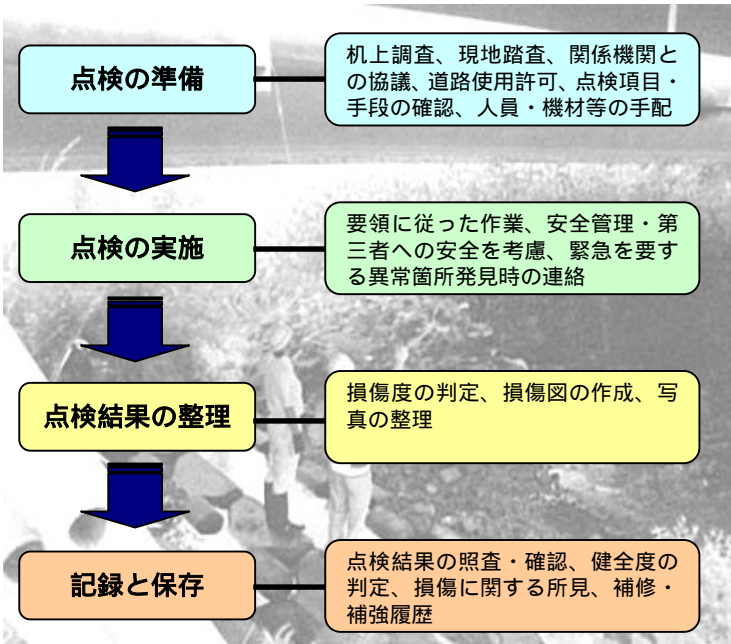 点検の準備
机上調査、現地踏査、関係機関と
の協議、道路使用許可、点検項目・
手段の確認、人員・機材等の手配
点検の実施
要領に従った作業、安全管理・第
三者への安全を考慮、緊急を要す
る異常箇所発見時の連絡
点検結果の整理
損傷度の判定、損傷図の作成、写
真の整理
記録と保存
点検結果の照査・確認、健全度の
判定、損傷に関する所見、補修・
補強履歴